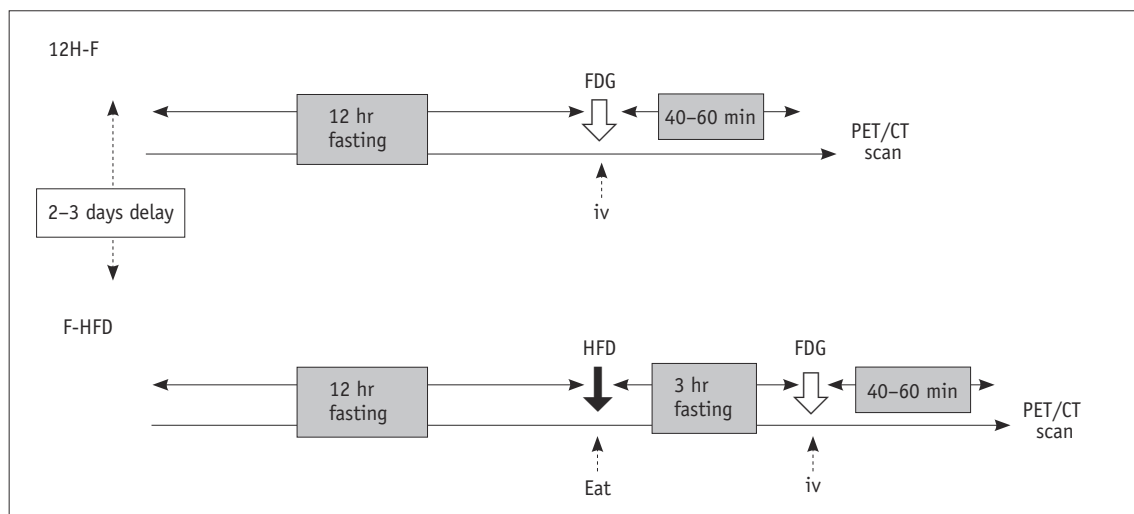 12H-F
FDG
12 hr
fasting
40–60 min
PET/CT
scan
iv
2–3 days delay
F-HFD
HFD
FDG
12 hr
fasting
3 hr
fasting
40–60 min
PET/CT
scan
Eat
iv